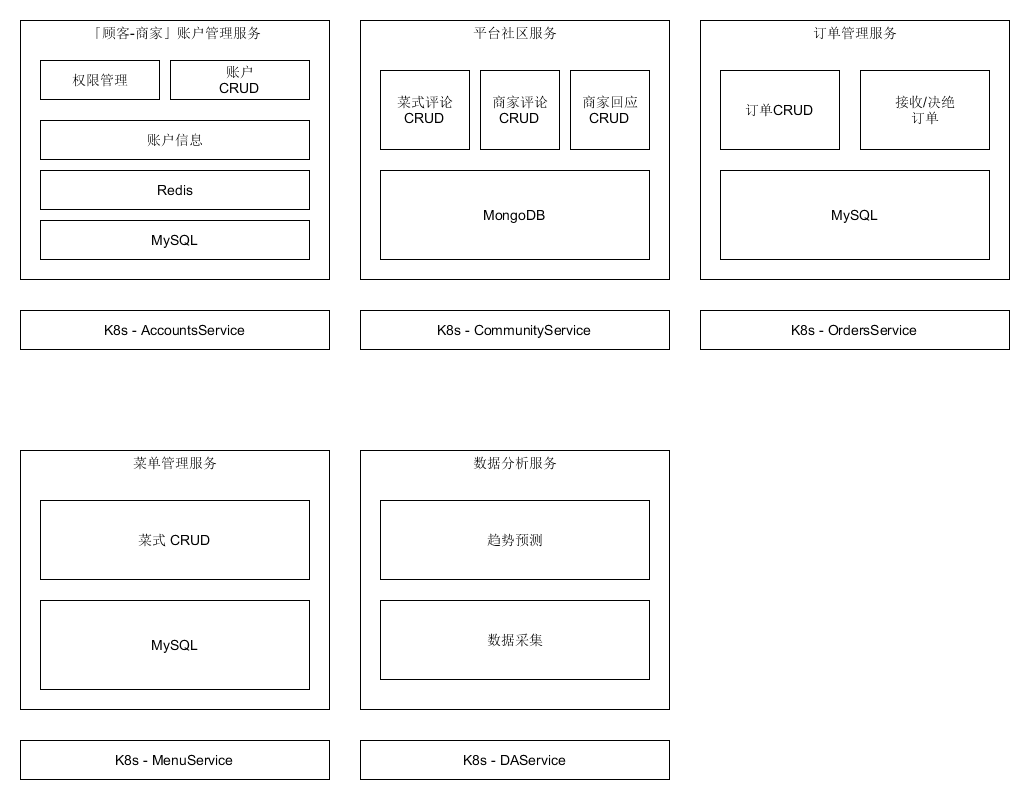 「顾客-商家」账户管理服务
权限管理
账户
CRUD
账户信息
Redis
MySQL
K8s - AccountsService
平台社区服务
菜式评论
CRUD
商家评论
CRUD
商家回应
CRUD
MongoDB
K8s - CommunityService
订单管理服务
订单CRUD
接收/决绝
订单
MySQL
K8s - OrdersService
菜单管理服务
菜式 CRUD
MySQL
K8s - MenuService
数据分析服务
趋势预测
数据采集
K8s - DAService